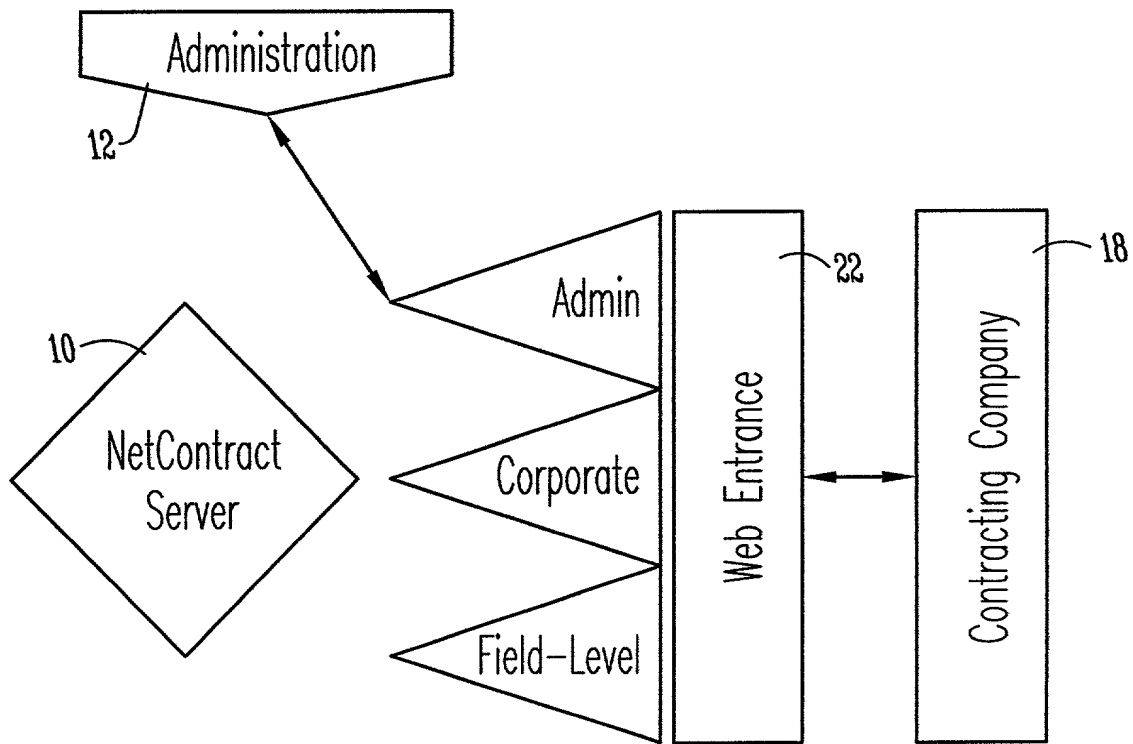 Administration
12
Admin
22
18
10
NetContract
Server
Corporate
Web Entrance
Contracting Company
Field-Level